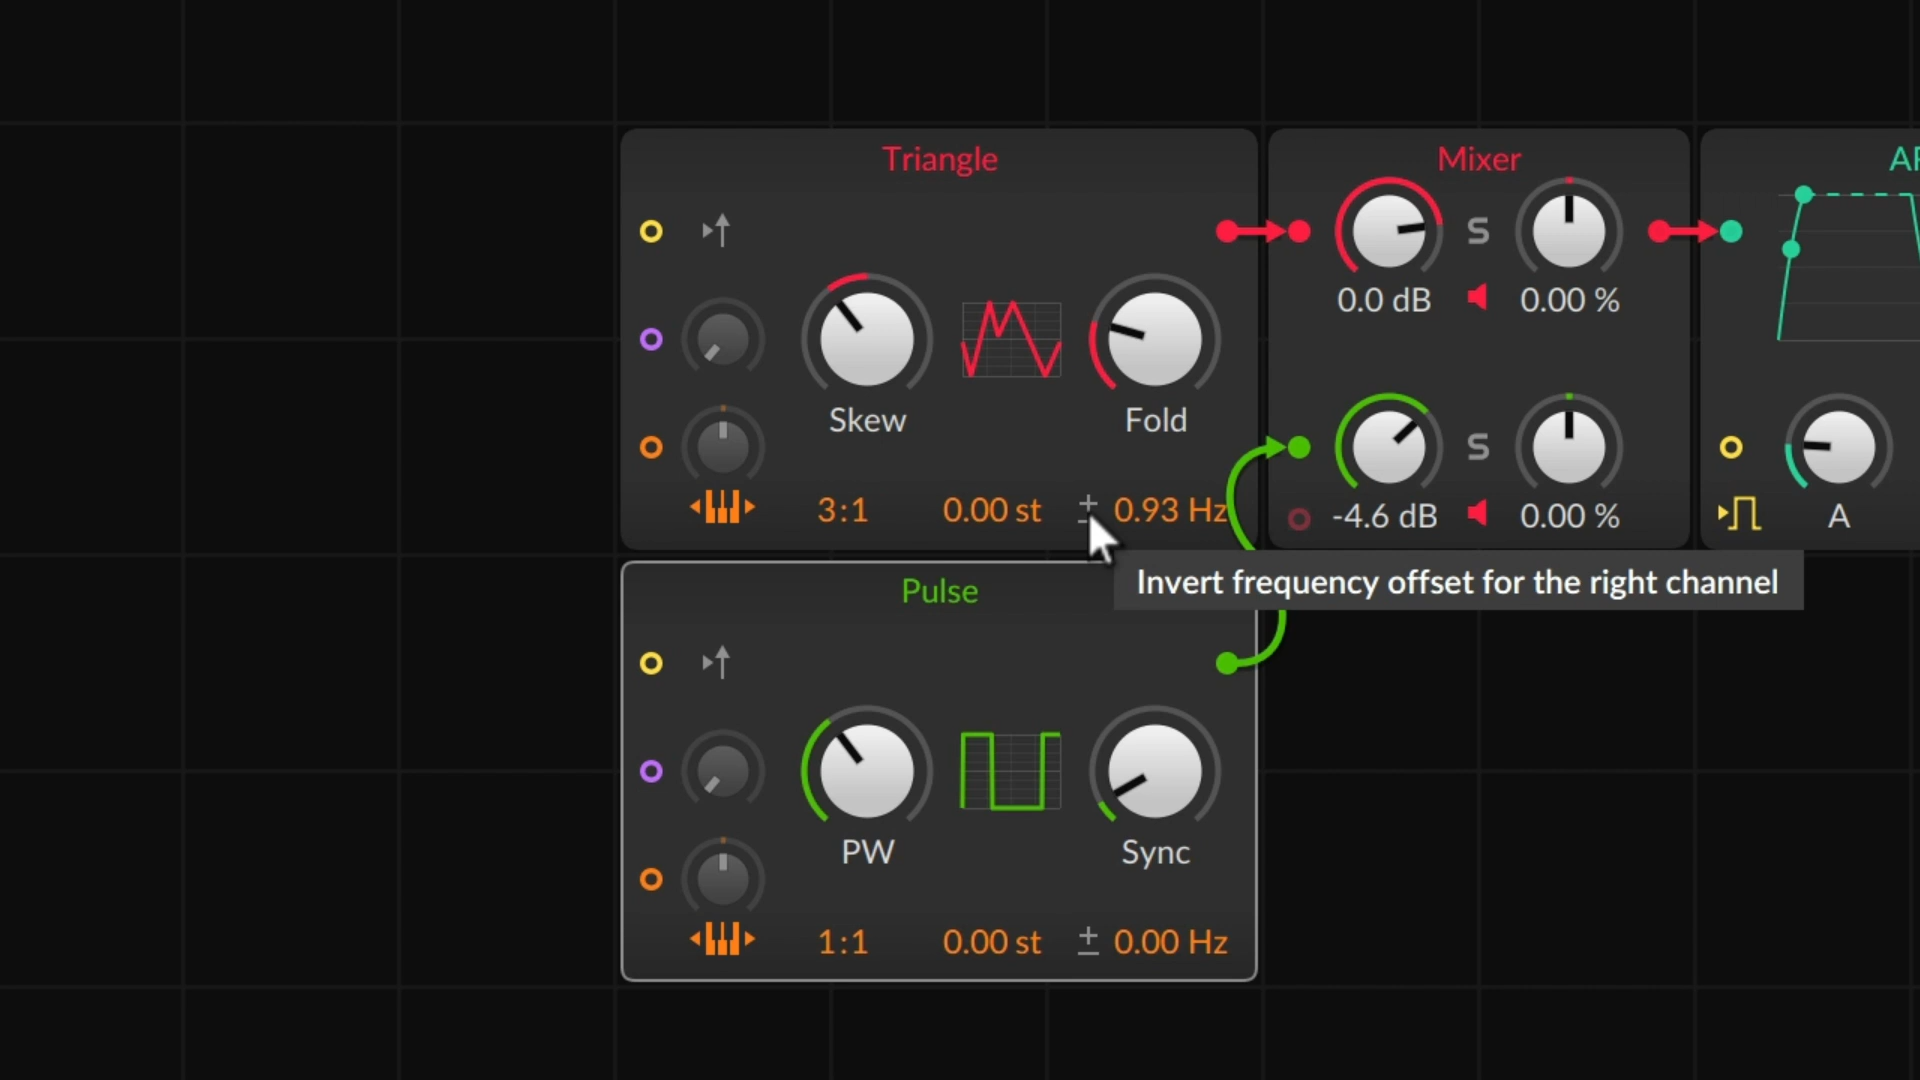 Triangle
Skew
Fold
3:1 0.00 st ± 0.93 Hz
Mixer
S
0.0 dB 0.00 %
S
-4.6 dB 0.00 %
A
Invert frequency offset for the right channel
Pulse
PW
Sync
1:1 0.00 st ± 0.00 Hz